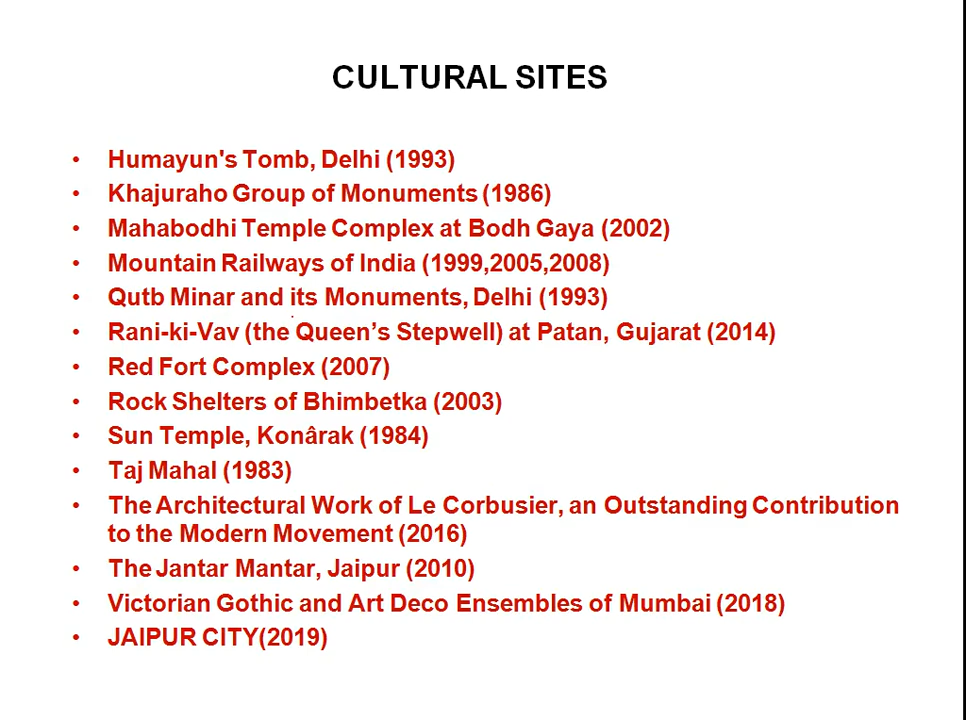 CULTURAL SITES
• Humayun's Tomb, Delhi (1993)
• Khajuraho Group of Monuments (1986)
• Mahabodhi Temple Complex at Bodh Gaya (2002)
• Mountain Railways of India (1999,2005,2008)
• Qutb Minar and its Monuments, Delhi (1993)
• Rani-ki-Vav (the Queen’s Stepwell) at Patan, Gujarat (2014)
• Red Fort Complex (2007)
• Rock Shelters of Bhimbetka (2003)
• Sun Temple, Konârak (1984)
• Taj Mahal (1983)
• The Architectural Work of Le Corbusier, an Outstanding Contribution
to the Modern Movement (2016)
• The Jantar Mantar, Jaipur (2010)
• Victorian Gothic and Art Deco Ensembles of Mumbai (2018)
• JAIPUR CITY(2019)